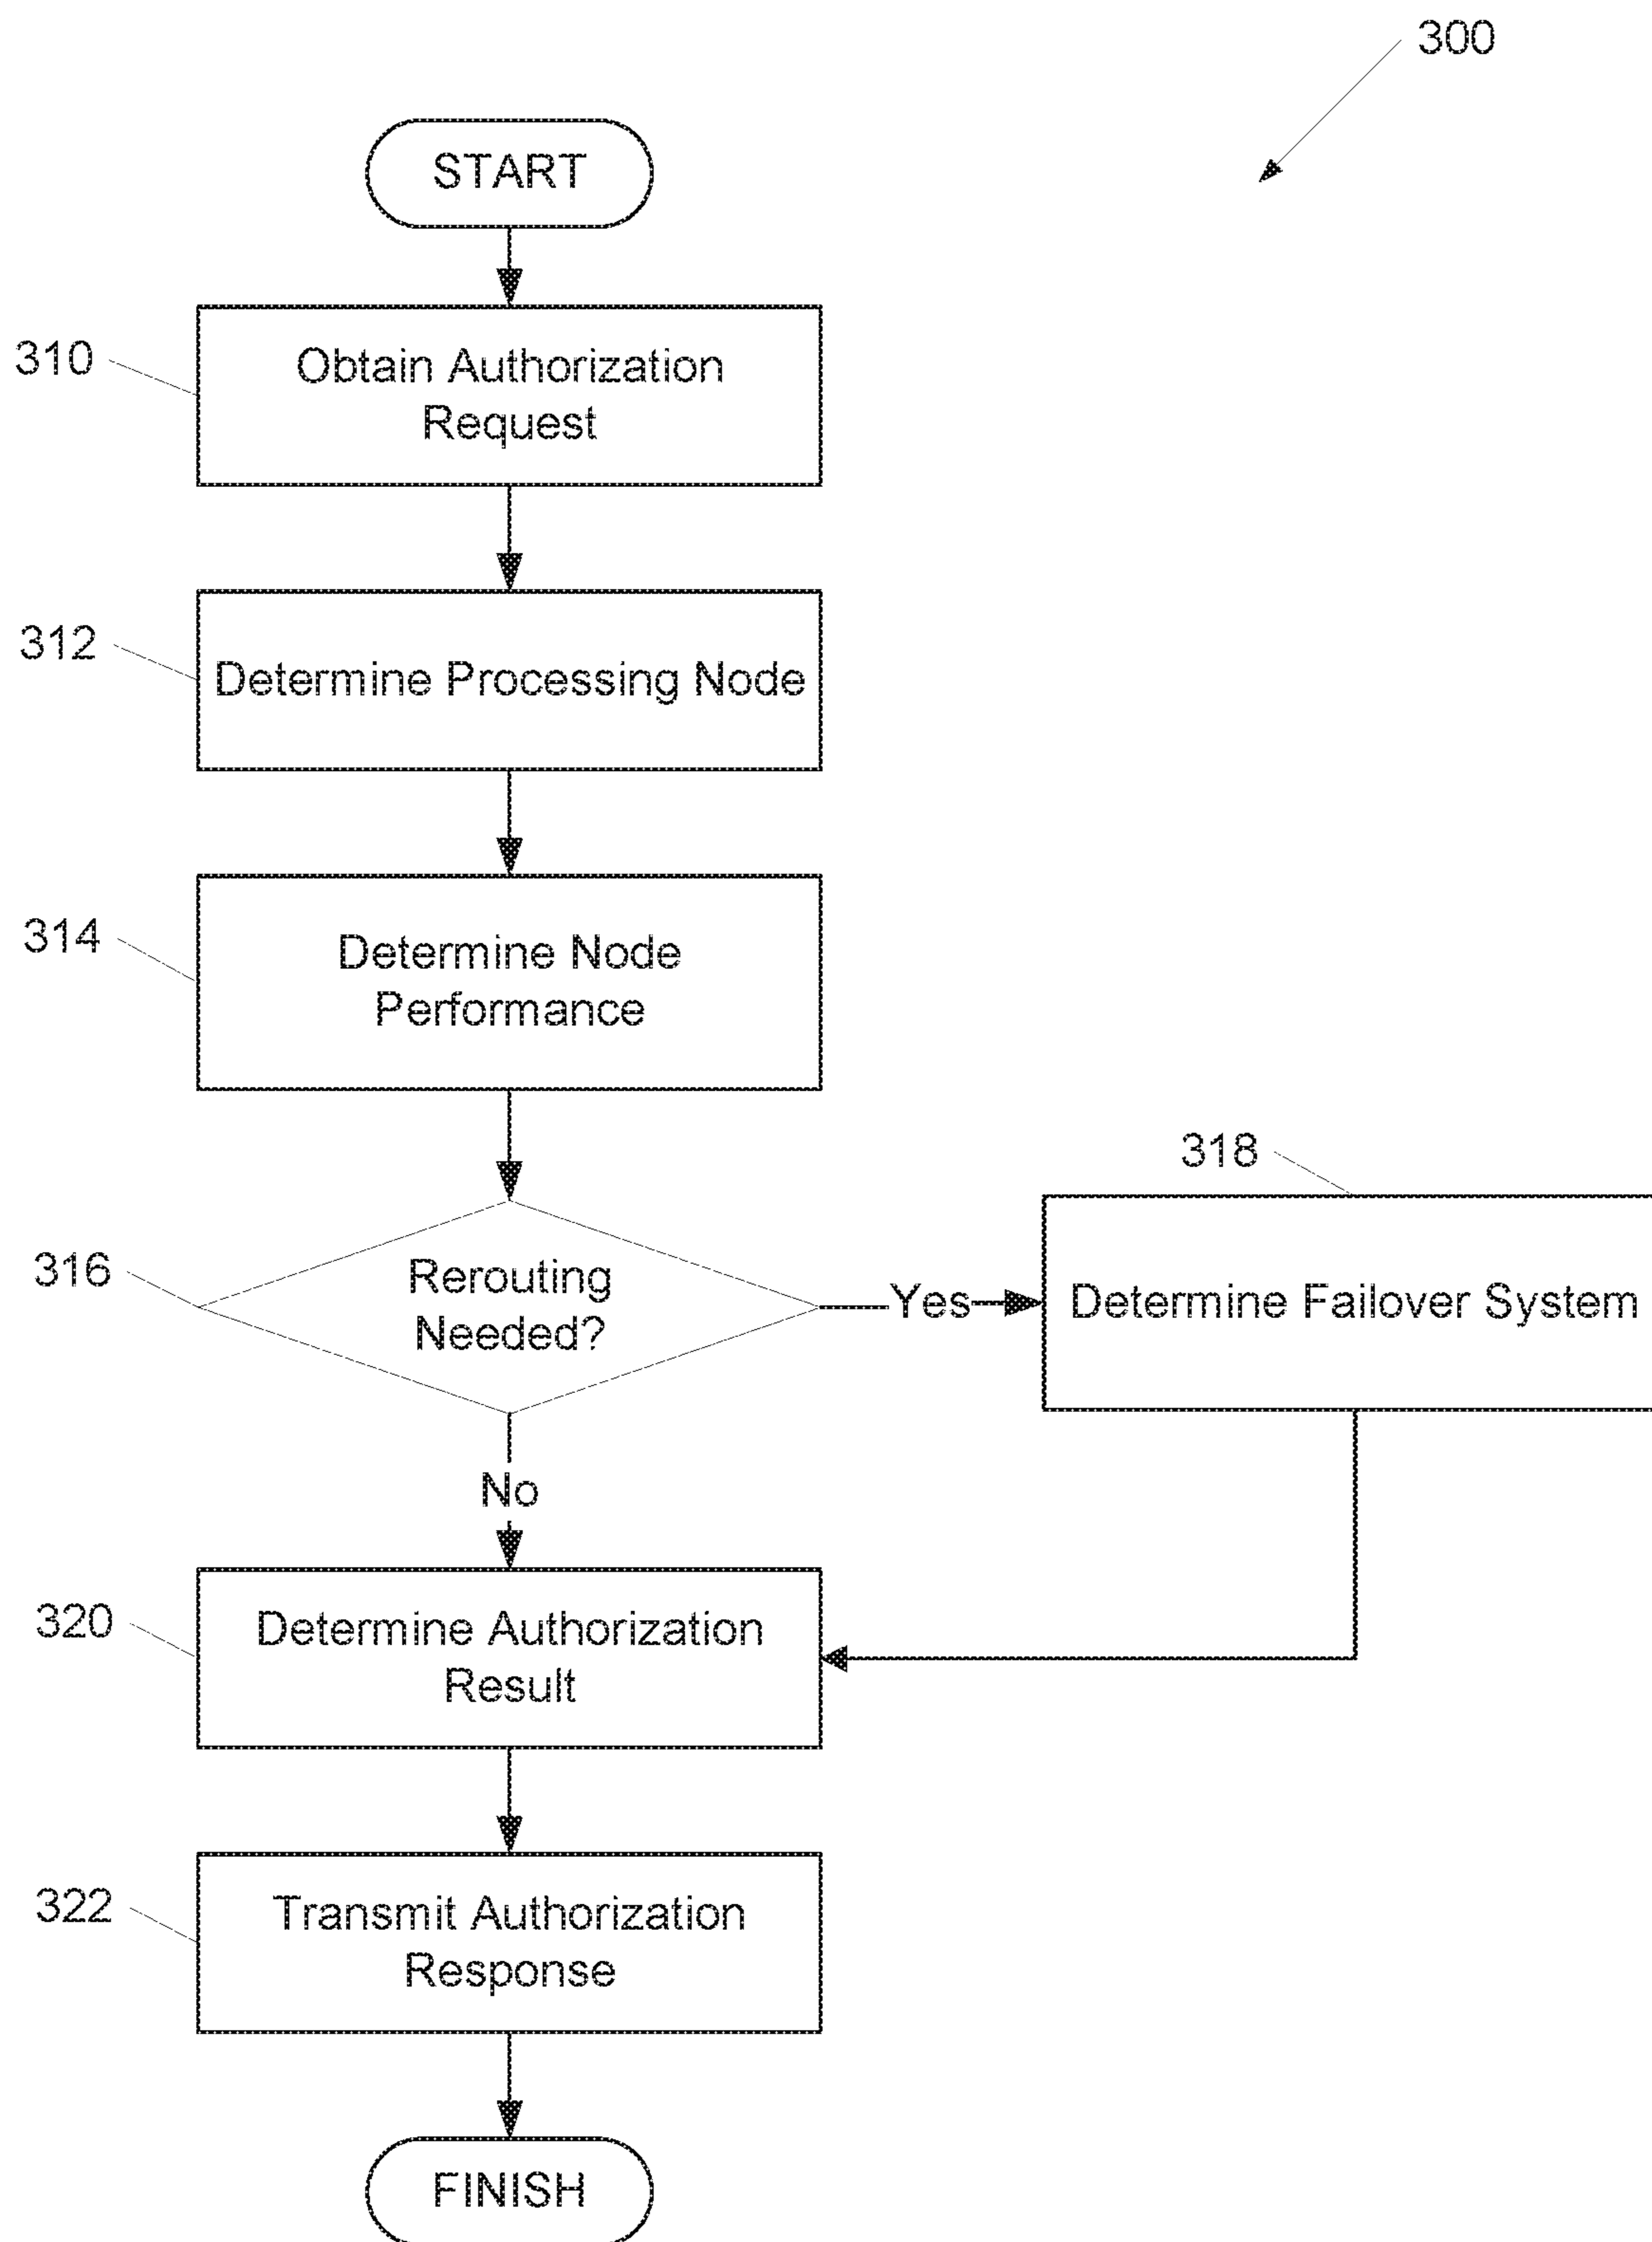 300
START
310
Obtain Authorization
Request
312
Determine Processing Node
314
Determine Node
Performance
318
316
Rerouting
Needed?
Yes
Determine Failover System
No
320
Determine Authorization
Result
322
Transmit Authorization
Response
FINISH